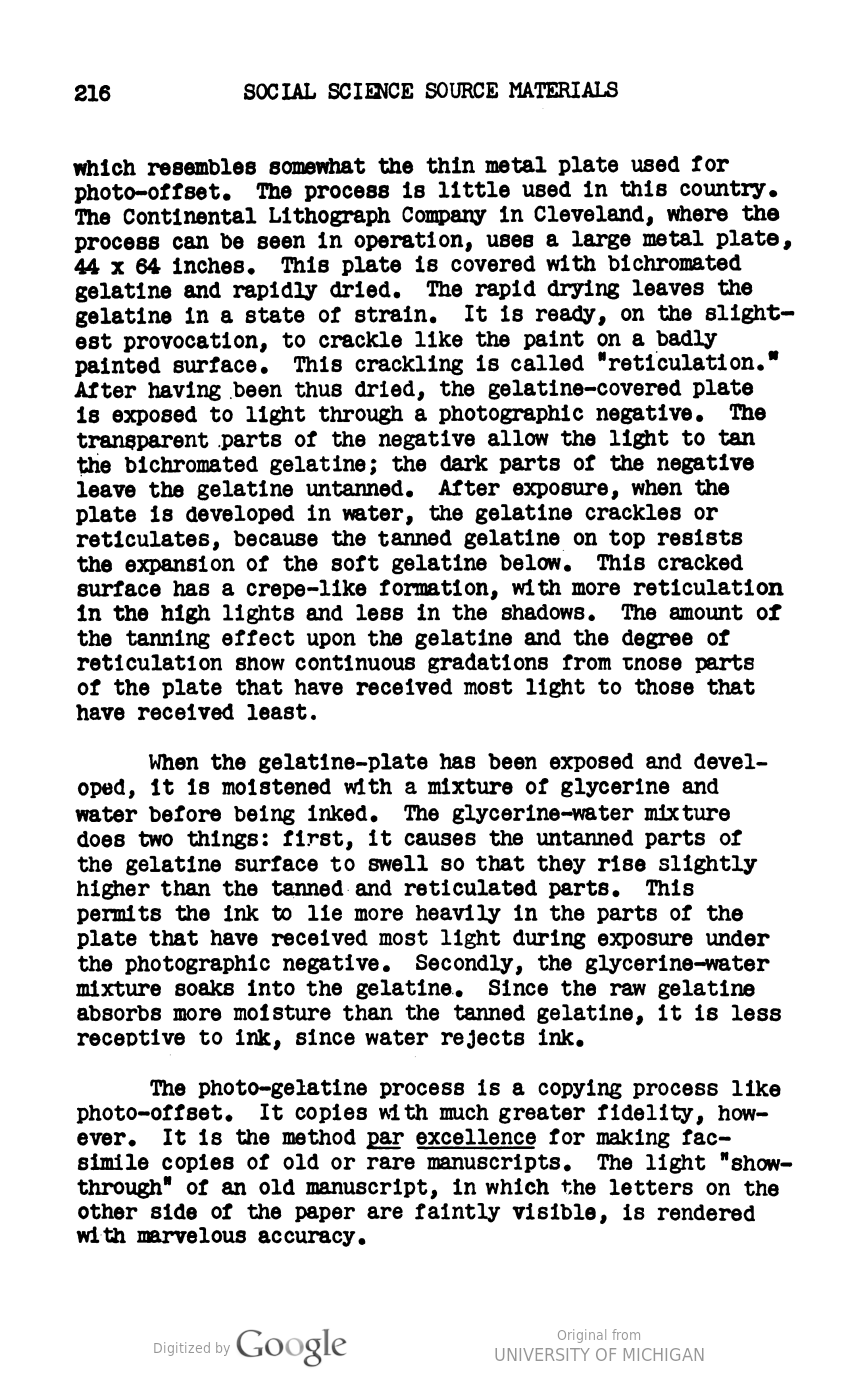 216 SOCIAL SCIENCE SOURCE MATERIALS
which resembles somewhat the thin metal plate used for
photo-offset. The process is little used in this country.
The Continental Lithograph Company in Cleveland, where the
process can be seen in operation, uses a large metal plate,
44 x 64 inches. This plate is covered with bichromated
gelatine and rapidly dried. The rapid drying leaves the
gelatine in a state of strain. It is ready, on the slight-
est provocation, to crackle like the paint on a badly
painted surface. This crackling is called "reticulation."
After having been thus dried, the gelatine-covered plate
is exposed to light through a photographic negative. The
transparent parts of the negative allow the light to tan
the bichromated gelatine; the dark parts of the negative
leave the gelatine untanned. After exposure, when the
plate is developed in water, the gelatine crackles or
reticulates, because the tanned gelatine on top resists
the expansion of the soft gelatine below. This cracked
surface has a crepe-like formation, with more reticulation
in the high lights and less in the shadows. The amount of
the tanning effect upon the gelatine and the degree of
reticulation show continuous gradations from those parts
of the plate that have received most light to those that
have received least.
When the gelatine-plate has been exposed and devel-
oped, it is moistened with a mixture of glycerine and
water before being inked. The glycerine-water mixture
does two things: first, it causes the untanned parts of
the gelatine surface to swell so that they rise slightly
higher than the tanned and reticulated parts. This
permits the ink to lie more heavily in the parts of the
plate that have received most light during exposure under
the photographic negative. Secondly, the glycerine-water
mixture soaks into the gelatine. Since the raw gelatine
absorbs more moisture than the tanned gelatine, it is less
receptive to ink, since water rejects ink.
The photo-gelatine process is a copying process like
photo-offset. It copies with much greater fidelity, how-
ever. It is the method par excellence for making fac-
simile copies of old or rare manuscripts. The light "show-
through" of an old manuscript, in which the letters on the
other side of the paper are faintly visible, is rendered
with marvelous accuracy.
Digitized by Google
Original from
UNIVERSITY OF MICHIGAN